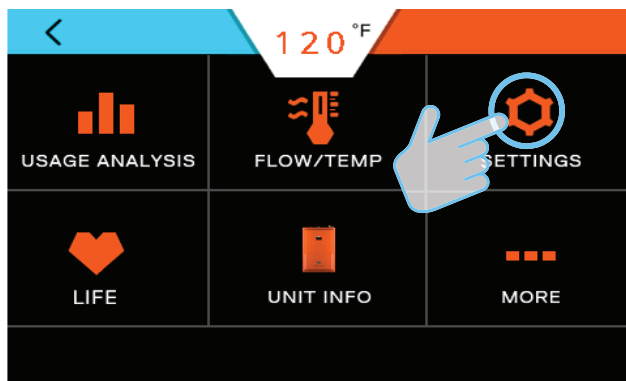 120 °F
USAGE ANALYSIS
FLOW/TEMP
SETTINGS
LIFE
UNIT INFO
MORE